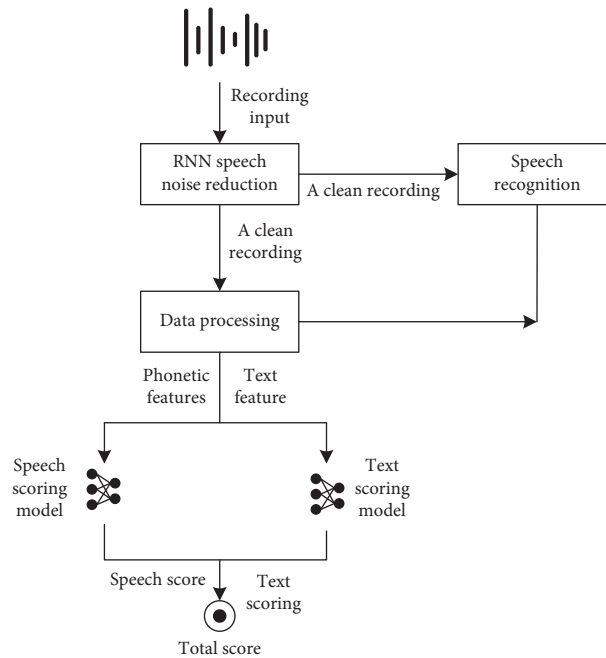 Recording
input
RNN speech
noise reduction
A clean recording
Speech
recognition
A clean
recording
Data processing
Phonetic
features
Text
feature
Speech
scoring
model
Text
scoring
model
Speech score
Text
scoring
Total score